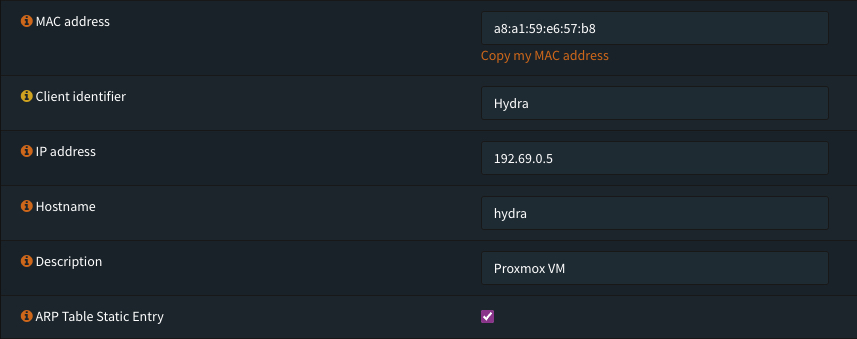 MAC address
a8:a1:59:e6:57:b8
Copy my MAC address
Client identifier
Hydra
IP address
192.69.0.5
Hostname
hydra
Description
Proxmox VM
ARP Table Static Entry